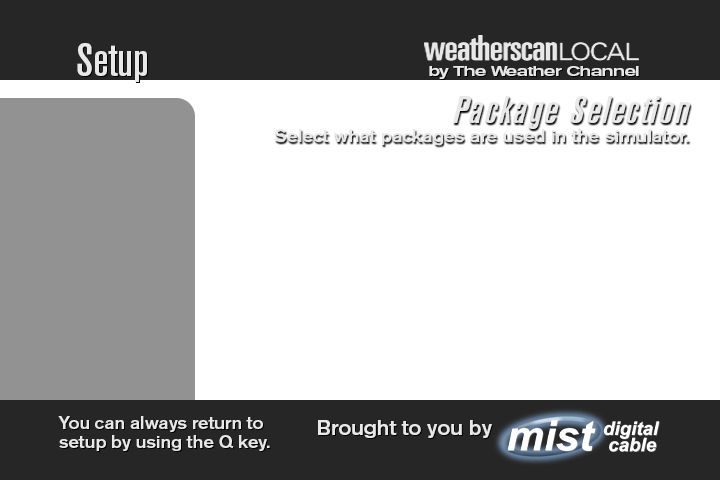 Setup
weatherscanLOCAL
by The Weather Channel
Package Selection
Select what packages are used in the simulator.
You can always return to
setup by using the Q key.
Brought to you by
mist digital
cable